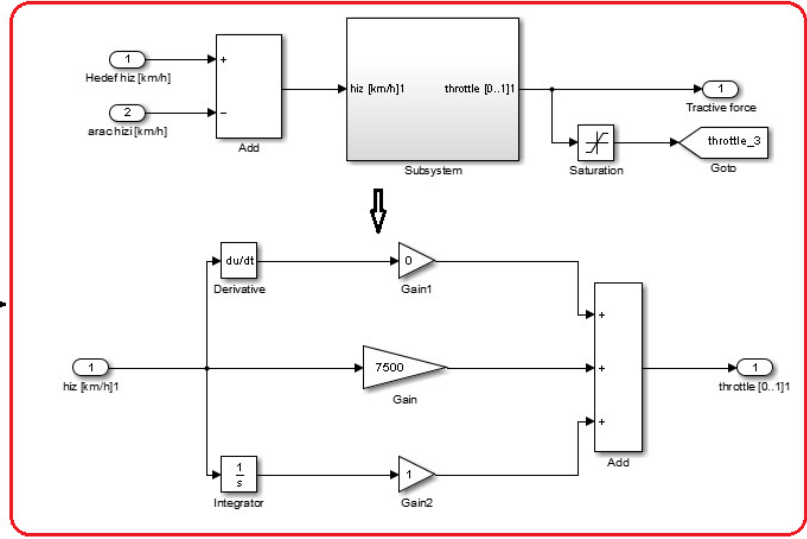 1
Hedef hiz [km/h]
+
2
arac hizi [km/h]
−
Add
hiz [km/h]1
throttle [0..1]1
Subsystem
1
Tractive force
Saturation
throttle_3
Goto
du/dt
Derivative
0
Gain1
1
hiz [km/h]1
7500
Gain
1
s
Integrator
1
Gain2
+
+
+
Add
1
throttle [0..1]1